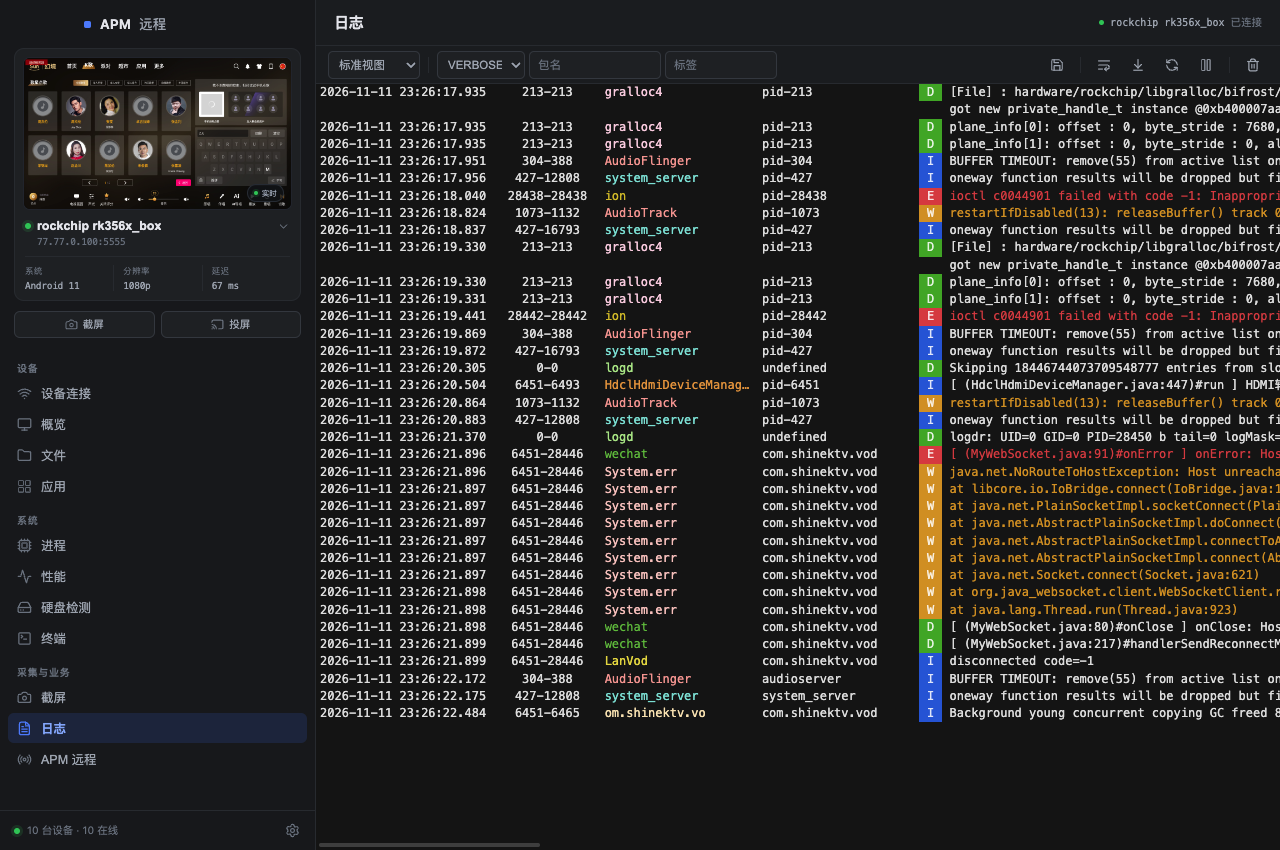 APM 远程
实时
rockchip rk356x_box
77.77.0.100:5555
系统 分辨率 延迟
Android 11 1080p 67 ms
截屏 投屏
设备
设备连接
概览
文件
应用
系统
进程
性能
硬盘检测
终端
采集与业务
截屏
日志
APM 远程
10 台设备 · 10 在线
日志
rockchip rk356x_box 已连接
标准视图 VERBOSE 包名 标签
2026-11-11 23:26:17.935 213-213 gralloc4 pid-213 D [File] : hardware/rockchip/libgralloc/bifrost/
got new private_handle_t instance @0xb400007aa
2026-11-11 23:26:17.935 213-213 gralloc4 pid-213 D plane_info[0]: offset : 0, byte_stride : 7680,
2026-11-11 23:26:17.935 213-213 gralloc4 pid-213 D plane_info[1]: offset : 0, byte_stride : 0, al
2026-11-11 23:26:17.951 304-388 AudioFlinger pid-304 I BUFFER TIMEOUT: remove(55) from active list on
2026-11-11 23:26:17.956 427-12808 system_server pid-427 I oneway function results will be dropped but fi
2026-11-11 23:26:18.040 28438-28438 ion pid-28438 E ioctl c0044901 failed with code -1: Inappropri
2026-11-11 23:26:18.824 1073-1132 AudioTrack pid-1073 W restartIfDisabled(13): releaseBuffer() track 0
2026-11-11 23:26:18.837 427-16793 system_server pid-427 I oneway function results will be dropped but fi
2026-11-11 23:26:19.330 213-213 gralloc4 pid-213 D [File] : hardware/rockchip/libgralloc/bifrost/
got new private_handle_t instance @0xb400007aa
2026-11-11 23:26:19.330 213-213 gralloc4 pid-213 D plane_info[0]: offset : 0, byte_stride : 7680,
2026-11-11 23:26:19.331 213-213 gralloc4 pid-213 D plane_info[1]: offset : 0, byte_stride : 0, al
2026-11-11 23:26:19.441 28442-28442 ion pid-28442 E ioctl c0044901 failed with code -1: Inappropri
2026-11-11 23:26:19.869 304-388 AudioFlinger pid-304 I BUFFER TIMEOUT: remove(55) from active list on
2026-11-11 23:26:19.872 427-16793 system_server pid-427 I oneway function results will be dropped but fi
2026-11-11 23:26:20.305 0-0 logd undefined D Skipping 18446744073709548777 entries from slo
2026-11-11 23:26:20.504 6451-6493 HdclHdmiDeviceManag… pid-6451 I [ (HdclHdmiDeviceManager.java:447)#run ] HDMI
2026-11-11 23:26:20.864 1073-1132 AudioTrack pid-1073 W restartIfDisabled(13): releaseBuffer() track 0
2026-11-11 23:26:20.883 427-12808 system_server pid-427 I oneway function results will be dropped but fi
2026-11-11 23:26:21.370 0-0 logd undefined D logdr: UID=0 GID=0 PID=28450 b tail=0 logMask=
2026-11-11 23:26:21.896 6451-28446 wechat com.shinektv.vod E [ (MyWebSocket.java:91)#onError ] onError: Hos
2026-11-11 23:26:21.897 6451-28446 System.err com.shinektv.vod W java.net.NoRouteToHostException: Host unreacha
2026-11-11 23:26:21.897 6451-28446 System.err com.shinektv.vod W at libcore.io.IoBridge.connect(IoBridge.java:1
2026-11-11 23:26:21.897 6451-28446 System.err com.shinektv.vod W at java.net.PlainSocketImpl.socketConnect(Plai
2026-11-11 23:26:21.897 6451-28446 System.err com.shinektv.vod W at java.net.AbstractPlainSocketImpl.doConnect(
2026-11-11 23:26:21.897 6451-28446 System.err com.shinektv.vod W at java.net.AbstractPlainSocketImpl.connectToA
2026-11-11 23:26:21.897 6451-28446 System.err com.shinektv.vod W at java.net.AbstractPlainSocketImpl.connect(Ab
2026-11-11 23:26:21.897 6451-28446 System.err com.shinektv.vod W at java.net.Socket.connect(Socket.java:621)
2026-11-11 23:26:21.898 6451-28446 System.err com.shinektv.vod W at org.java_websocket.client.WebSocketClient.r
2026-11-11 23:26:21.898 6451-28446 System.err com.shinektv.vod W at java.lang.Thread.run(Thread.java:923)
2026-11-11 23:26:21.898 6451-28446 wechat com.shinektv.vod D [ (MyWebSocket.java:80)#onClose ] onClose: Hos
2026-11-11 23:26:21.899 6451-28446 wechat com.shinektv.vod D [ (MyWebSocket.java:217)#handlerSendReconnectM
2026-11-11 23:26:21.899 6451-28446 LanVod com.shinektv.vod I disconnected code=-1
2026-11-11 23:26:22.172 304-388 AudioFlinger audioserver I BUFFER TIMEOUT: remove(55) from active list on
2026-11-11 23:26:22.175 427-12808 system_server system_server I oneway function results will be dropped but fi
2026-11-11 23:26:22.484 6451-6465 om.shinektv.vo com.shinektv.vod I Background young concurrent copying GC freed 8